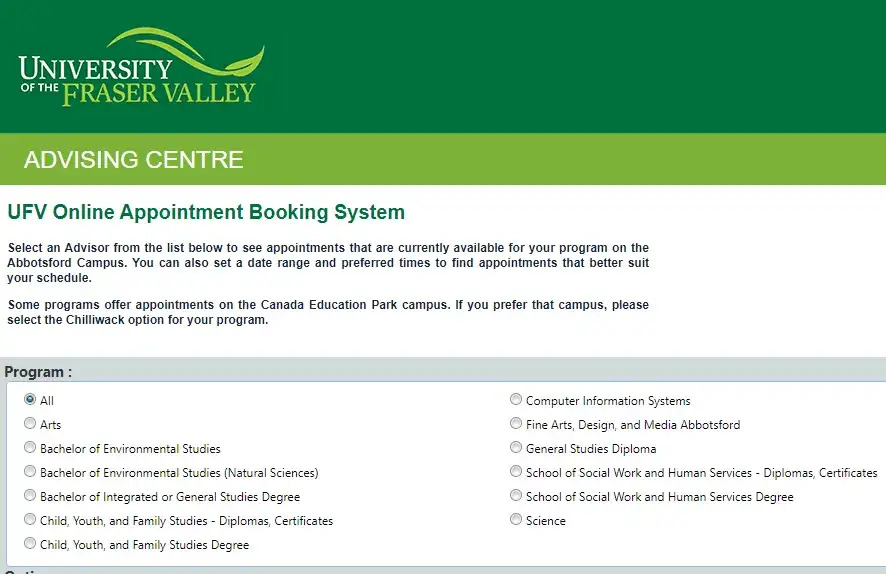 UNIVERSITY
OF THE FRASER VALLEY
ADVISING CENTRE
UFV Online Appointment Booking System
Select an Advisor from the list below to see appointments that are currently available for your program on the
Abbotsford Campus. You can also set a date range and preferred times to find appointments that better suit
your schedule.
Some programs offer appointments on the Canada Education Park campus. If you prefer that campus, please
select the Chilliwack option for your program.
Program :
All
Arts
Bachelor of Environmental Studies
Bachelor of Environmental Studies (Natural Sciences)
Bachelor of Integrated or General Studies Degree
Child, Youth, and Family Studies - Diplomas, Certificates
Child, Youth, and Family Studies Degree
Computer Information Systems
Fine Arts, Design, and Media Abbotsford
General Studies Diploma
School of Social Work and Human Services - Diplomas, Certificates
School of Social Work and Human Services Degree
Science